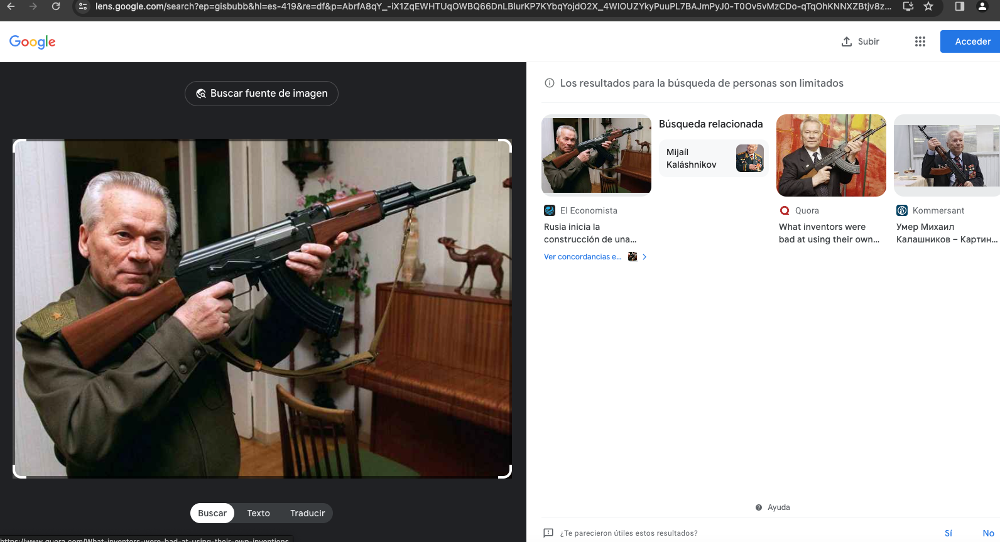 lens.google.com/search?ep=gisbubb&hl=es-419&re=df&p=AbrfA8qY_-iX1ZqEWHTUqOWBQ66DnLBlurKP7KYbqYojdO2X_4WIOUZYkyPuuPL7BAJmPyJ0-T0Ov5vMzCDo-qTqOhKNNXZBtjv8z...
Google
Subir
Acceder
Buscar fuente de imagen
Los resultados para la búsqueda de personas son limitados
Búsqueda relacionada
Mijaíl
Kaláshnikov
El Economista
Rusia inicia la
construcción de una...
Ver concordancias e...
Quora
What inventors were
bad at using their own...
Kommersant
Умер Михаил
Калашников – Картин...
Buscar
Texto
Traducir
Ayuda
¿Te parecieron útiles estos resultados?
Sí
No
https://www.quora.com/What-inventors-were-bad-at-using-their-own-inventions